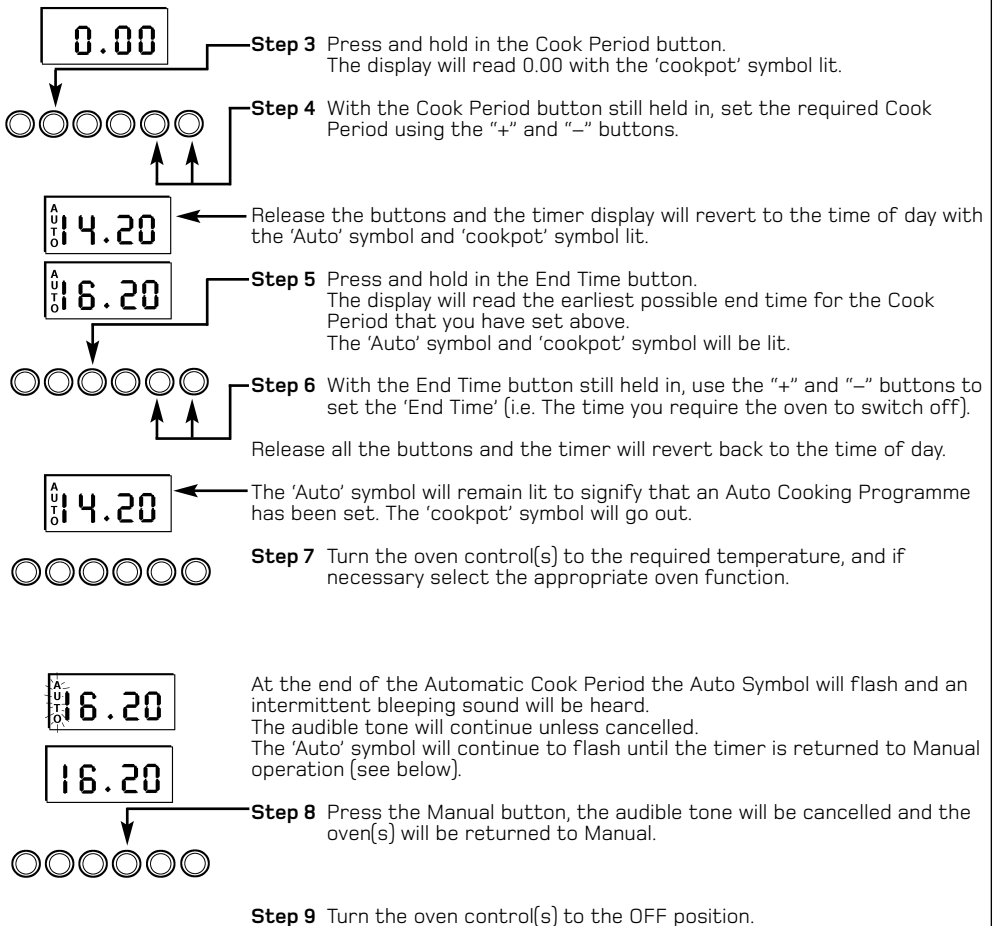 0.00
Step 3 Press and hold in the Cook Period button.
The display will read 0.00 with the ‘cookpot’ symbol lit.
Step 4 With the Cook Period button still held in, set the required Cook
Period using the “+” and “–” buttons.
AUTO 14.20
Release the buttons and the timer display will revert to the time of day with
the ‘Auto’ symbol and ‘cookpot’ symbol lit.
AUTO 16.20
Step 5 Press and hold in the End Time button.
The display will read the earliest possible end time for the Cook
Period that you have set above.
The ‘Auto’ symbol and ‘cookpot’ symbol will be lit.
Step 6 With the End Time button still held in, use the “+” and “–” buttons to
set the ‘End Time’ (i.e. The time you require the oven to switch off).
Release all the buttons and the timer will revert back to the time of day.
AUTO 14.20
The ‘Auto’ symbol will remain lit to signify that an Auto Cooking Programme
has been set. The ‘cookpot’ symbol will go out.
Step 7 Turn the oven control(s) to the required temperature, and if
necessary select the appropriate oven function.
AUTO 16.20
At the end of the Automatic Cook Period the Auto Symbol will flash and an
intermittent bleeping sound will be heard.
The audible tone will continue unless cancelled.
The ‘Auto’ symbol will continue to flash until the timer is returned to Manual
operation (see below).
16.20
Step 8 Press the Manual button, the audible tone will be cancelled and the
oven(s) will be returned to Manual.
Step 9 Turn the oven control(s) to the OFF position.